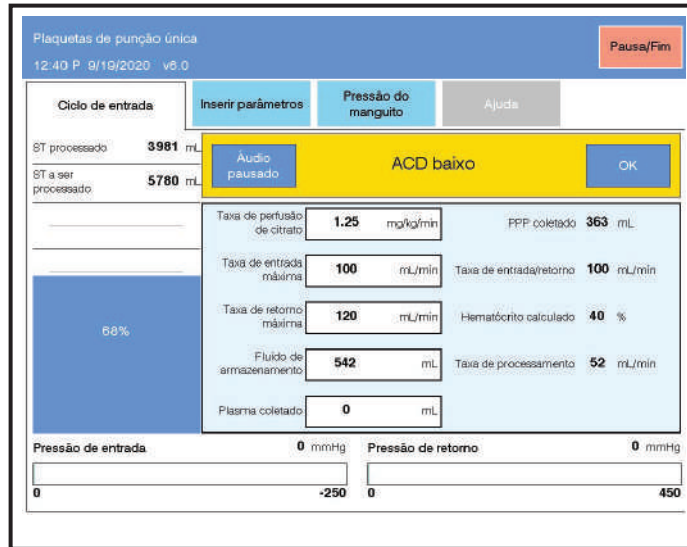 Plaquetas de punção única
12:40 P 9/19/2020 v6.0
Pausa/Fim
Ciclo de entrada
Inserir parâmetros
Pressão do
manguito
Ajuda
ST processado 3981 mL
ST a ser
processado 5780 mL
68%
Áudio
pausado
ACD baixo
OK
Taxa de perfusão
de citrato 1.25 mg/kg/min
PPP coletado 363 mL
Taxa de entrada
máxima 100 mL/min
Taxa de entrada/retorno 100 mL/min
Taxa de retorno
máxima 120 mL/min
Hematócrito calculado 40 %
Fluido de
armazenamento 542 mL
Taxa de processamento 52 mL/min
Plasma coletado 0 mL
Pressão de entrada 0 mmHg
0 -250
Pressão de retorno 0 mmHg
0 450